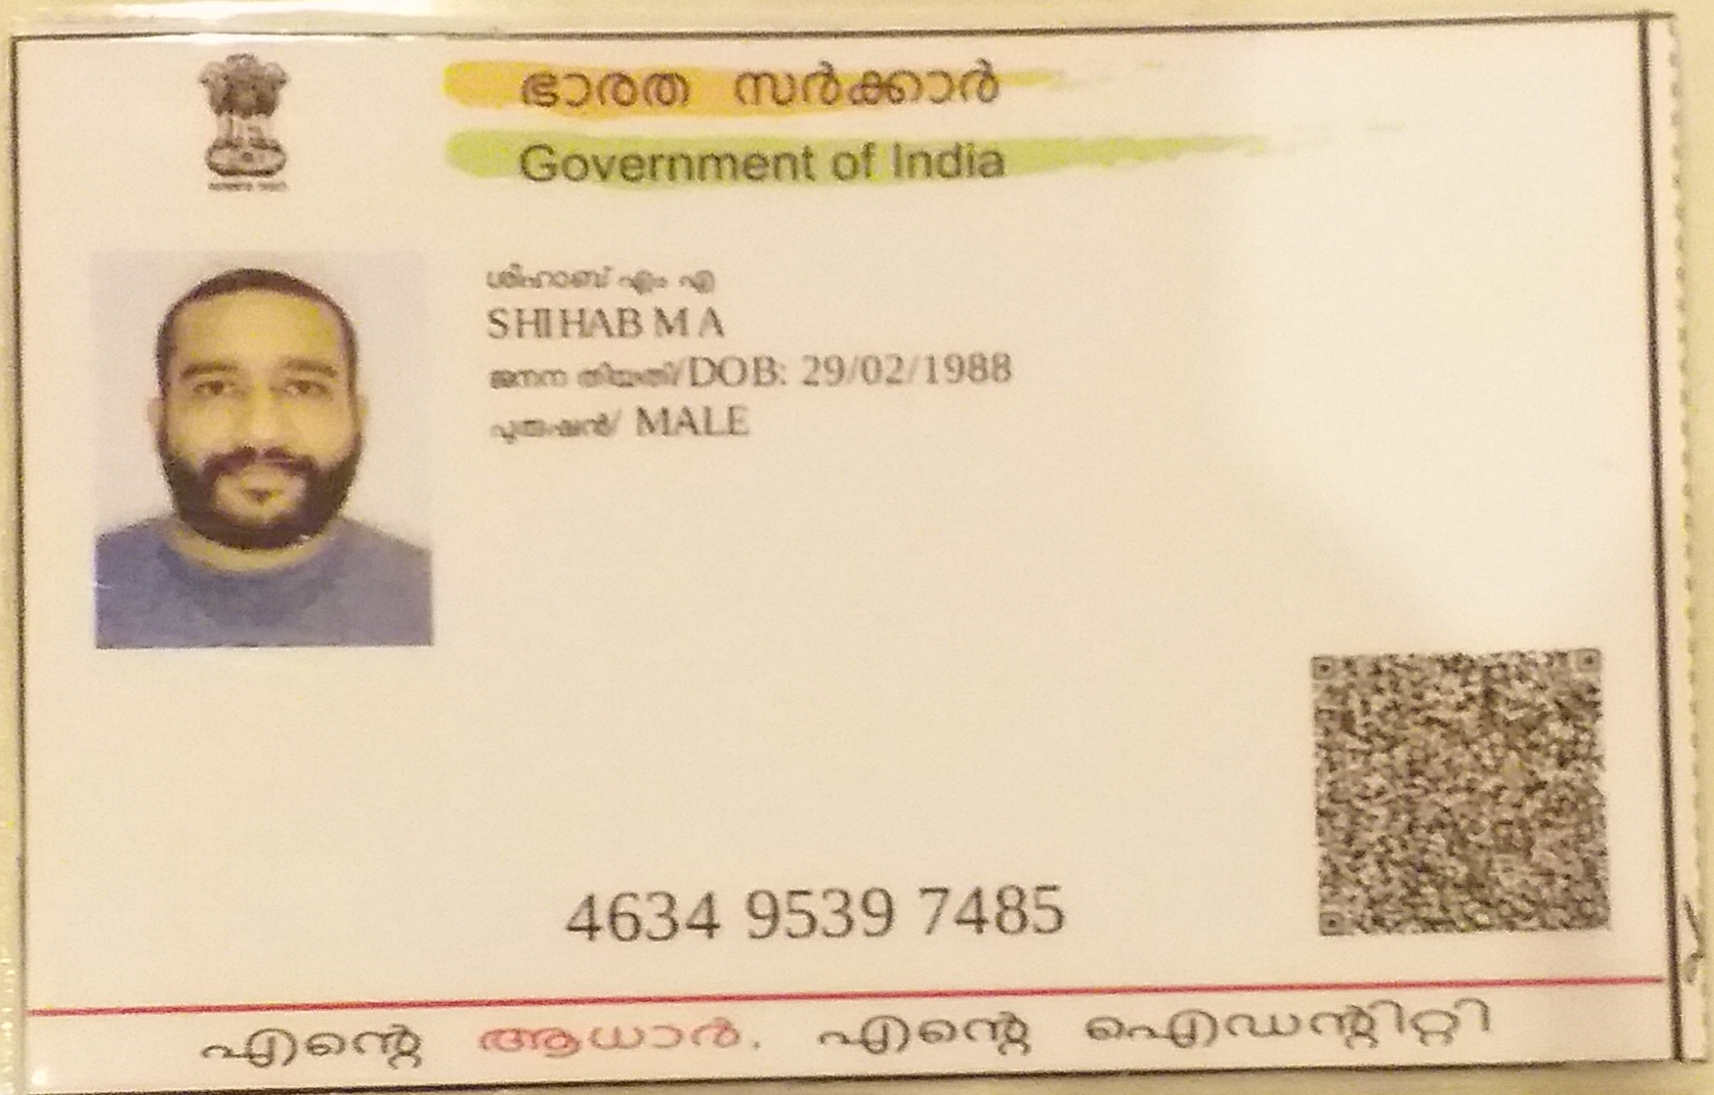 ഭാരത സർക്കാർ
Government of India
ശിഹാബ് എം എ
SHIHAB M A
ജനന തിയതി/DOB: 29/02/1988
പുരുഷൻ/ MALE
4634 9539 7485
എന്റെ ആധാർ, എന്റെ ഐഡന്റിറ്റി